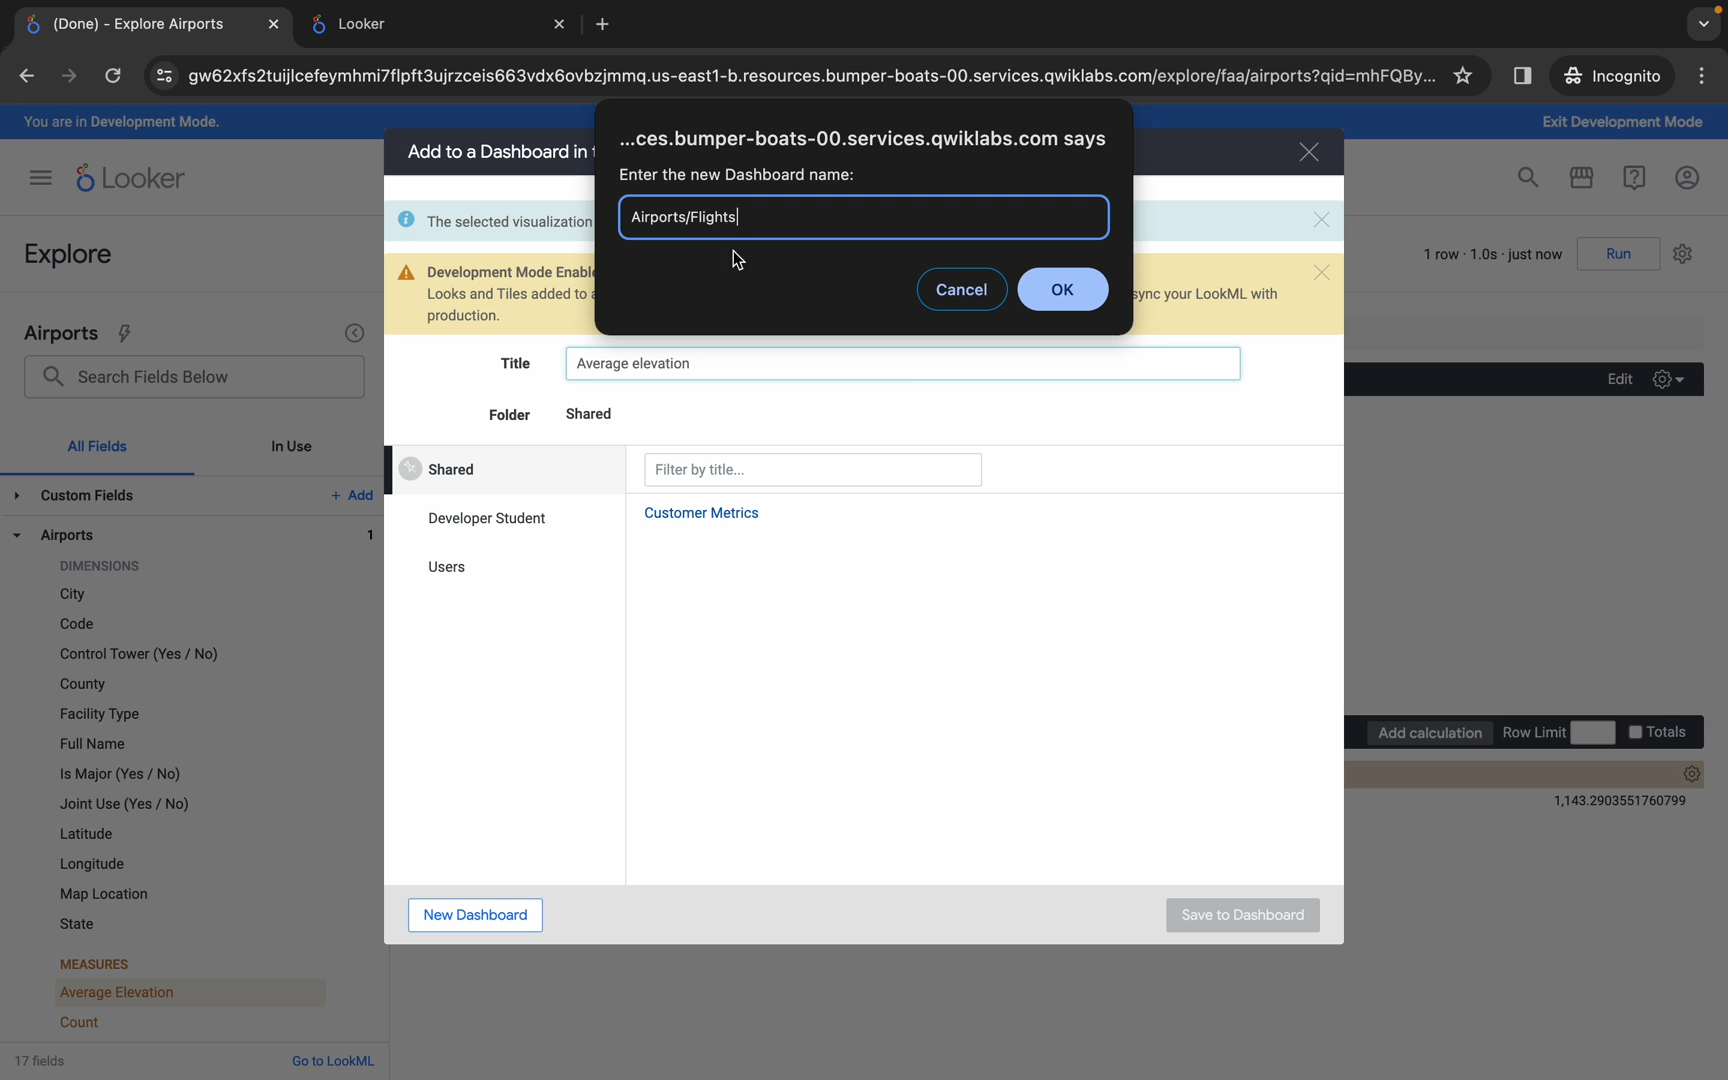 (Done) - Explore Airports
Looker
gw62xfs2tuijlcefeymhmi7flpft3ujrzceis663vdx6ovbzjmmq.us-east1-b.resources.bumper-boats-00.services.qwiklabs.com/explore/faa/airports?qid=mhFQBy...
Incognito
You are in Development Mode.
Exit Development Mode
Looker
Explore
1 row · 1.0s · just now
Run
...ces.bumper-boats-00.services.qwiklabs.com says
Enter the new Dashboard name:
Airports/Flights
Cancel
OK
Add to a Dashboard in
The selected visualization
Development Mode
Looks and Tiles added to
sync your LookML with
production.
Title
Average elevation
Folder
Shared
Shared
Developer Student
Users
Filter by title...
Customer Metrics
New Dashboard
Save to Dashboard
Airports
Search Fields Below
All Fields
In Use
Custom Fields
+ Add
Airports
1
DIMENSIONS
City
Code
Control Tower (Yes / No)
County
Facility Type
Full Name
Is Major (Yes / No)
Joint Use (Yes / No)
Latitude
Longitude
Map Location
State
MEASURES
Average Elevation
Count
17 fields
Go to LookML
Edit
Add calculation
Row Limit
Totals
1,143.2903551760799